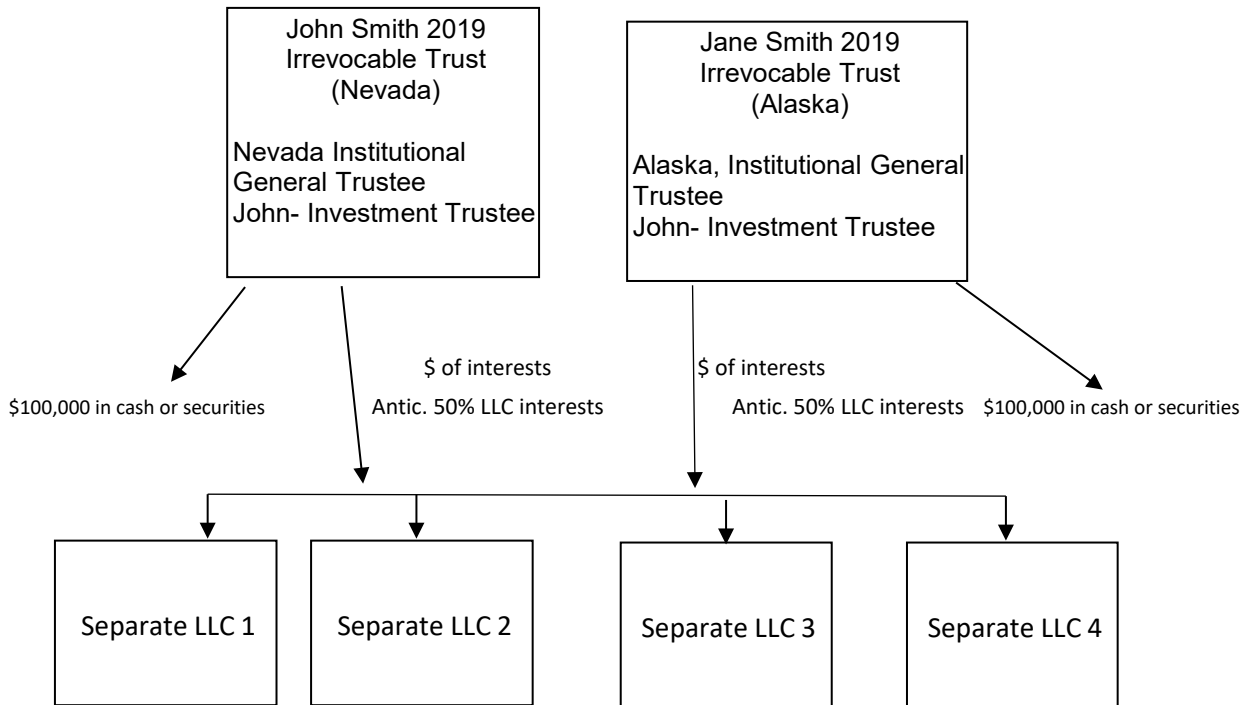 John Smith 2019
Irrevocable Trust
(Nevada)
Nevada Institutional
General Trustee
John- Investment Trustee
Jane Smith 2019
Irrevocable Trust
(Alaska)
Alaska, Institutional General
Trustee
John- Investment Trustee
$100,000 in cash or securities
$ of interests
Antic. 50% LLC interests
$ of interests
Antic. 50% LLC interests
$100,000 in cash or securities
Separate LLC 1
Separate LLC 2
Separate LLC 3
Separate LLC 4